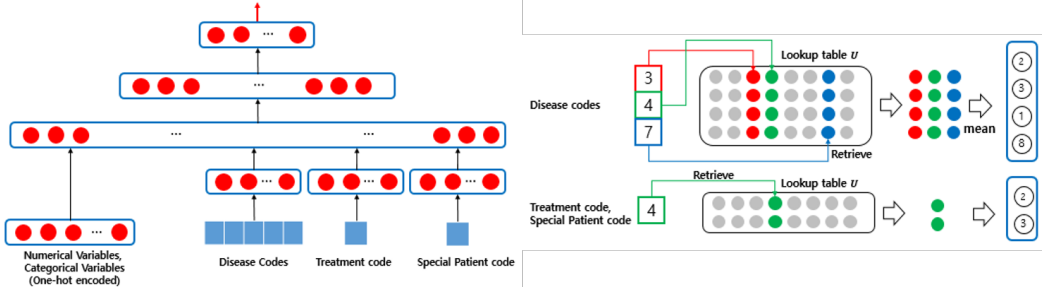 ...
...
...
...
...
...
...
...
Numerical Variables,
Categorical Variables
(One-hot encoded)
Disease Codes
Treatment code
Special Patient code
Lookup table U
Disease codes
3
4
7
Retrieve
mean
2
3
1
8
Retrieve
Lookup table U
Treatment code,
Special Patient code
4
2
3